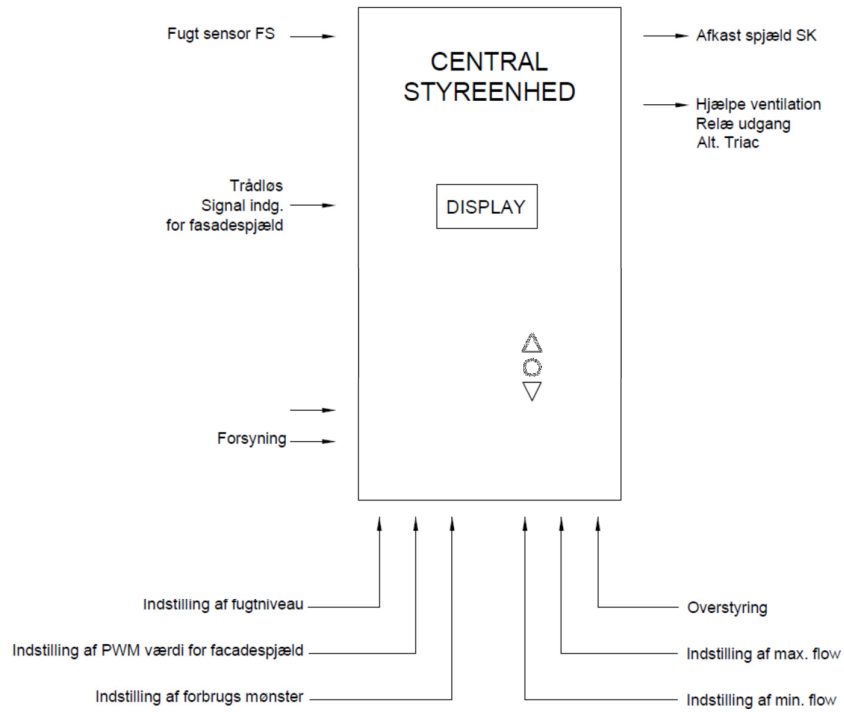 Fugt sensor FS
CENTRAL
STYREENHED
Afkast spjæld SK
Hjælpe ventilation
Relæ udgang
Alt. Triac
Trådløs
Signal indg.
for fasadespjæld
DISPLAY
Forsyning
Indstilling af fugtniveau
Indstilling af PWM værdi for facadespjæld
Indstilling af forbrugs mønster
Overstyring
Indstilling af max. flow
Indstilling af min. flow